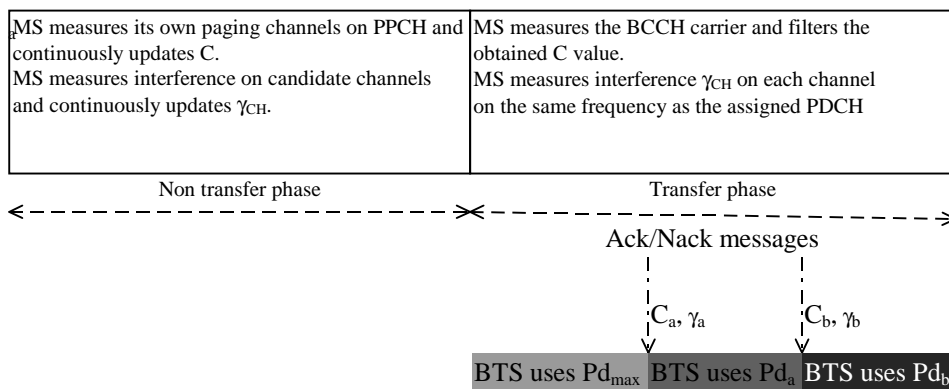 a
MS measures its own paging channels on PPCH and
continuously updates C.
MS measures interference on candidate channels
and continuously updates γCH.
MS measures the BCCH carrier and filters the
obtained C value.
MS measures interference γCH on each channel
on the same frequency as the assigned PDCH
Non transfer phase
Transfer phase
Ack/Nack messages
Ca, γa
Cb, γb
BTS uses Pdmax
BTS uses Pda
BTS uses Pdb